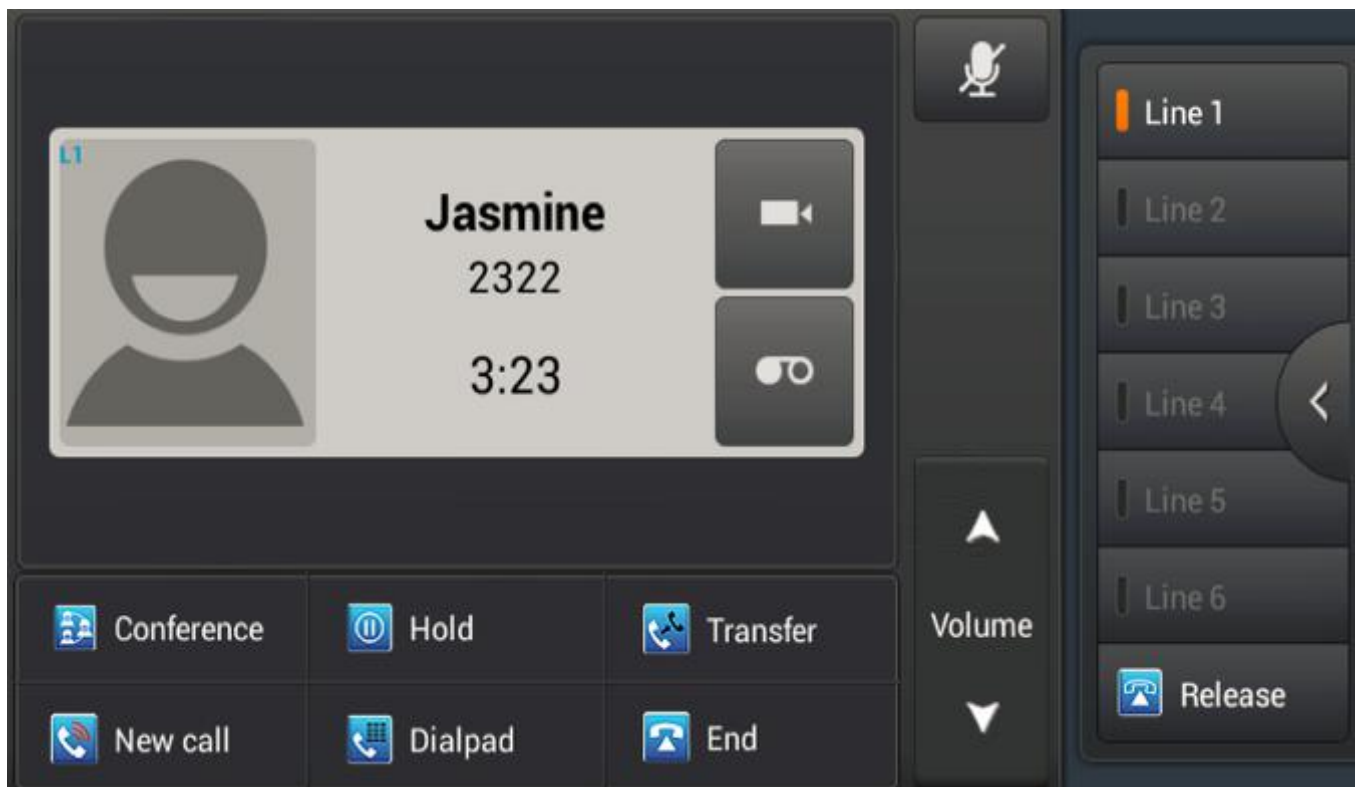 L1
Jasmine
2322
3:23
Conference
Hold
Transfer
New call
Dialpad
End
Volume
Line 1
Line 2
Line 3
Line 4
Line 5
Line 6
Release